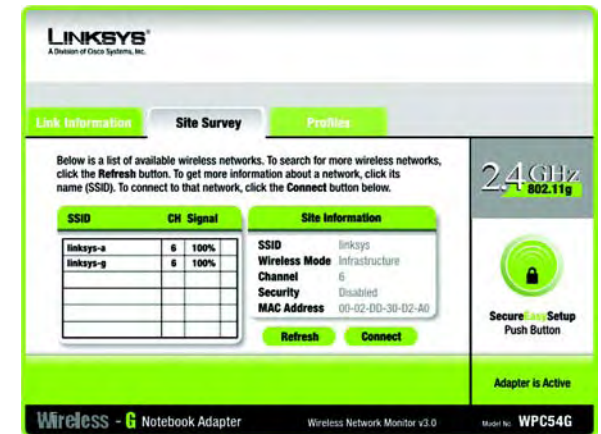 LINKSYS®
A Division of Cisco Systems, Inc.
Link Information Site Survey Profiles
Below is a list of available wireless networks. To search for more wireless networks,
click the Refresh button. To get more information about a network, click its
name (SSID). To connect to that network, click the Connect button below.
2.4GHz
802.11g
SSID CH Signal
linksys-a 6 100%
linksys-g 6 100%
Site Information
SSID linksys
Wireless Mode Infrastructure
Channel 6
Security Disabled
MAC Address 00-02-DD-30-D2-A0
Refresh Connect
SecureEasySetup
Push Button
Adapter is Active
Wireless - G Notebook Adapter Wireless Network Monitor v3.0 Model No. WPC54G